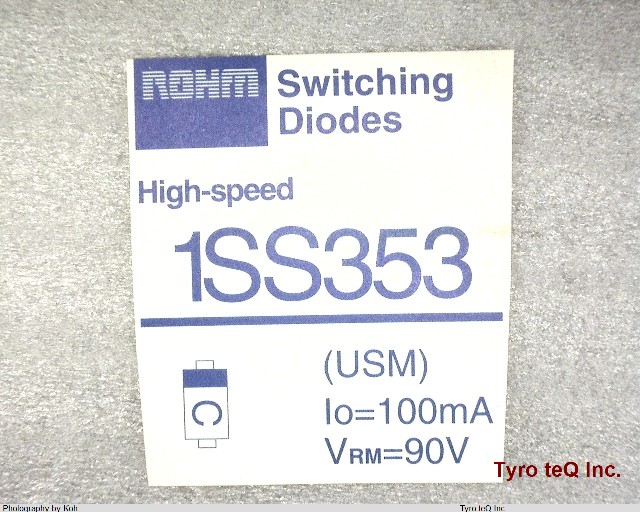 ROHM
Switching
Diodes
High-speed
1SS353
C
(USM)
Io=100mA
VRM=90V
Tyro teQ Inc.
Photography by Koh
Tyro teQ Inc